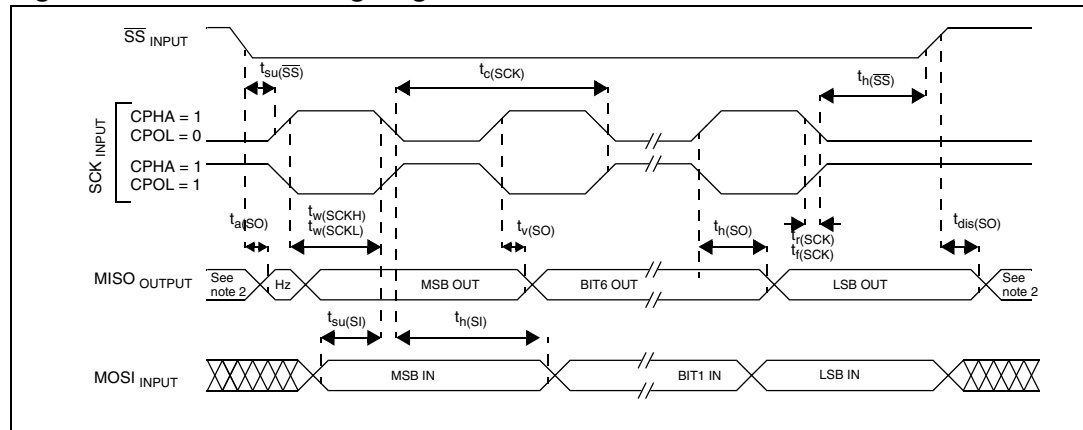 SS INPUT
tsu(SS)
tc(SCK)
th(SS)
SCK INPUT
CPHA = 1
CPOL = 0
CPHA = 1
CPOL = 1
ta(SO)
tw(SCKH)
tw(SCKL)
tv(SO)
th(SO)
tr(SCK)
tf(SCK)
tdis(SO)
MISO OUTPUT
See
note 2
Hz
MSB OUT
BIT6 OUT
LSB OUT
See
note 2
tsu(SI)
th(SI)
MOSI INPUT
MSB IN
BIT1 IN
LSB IN